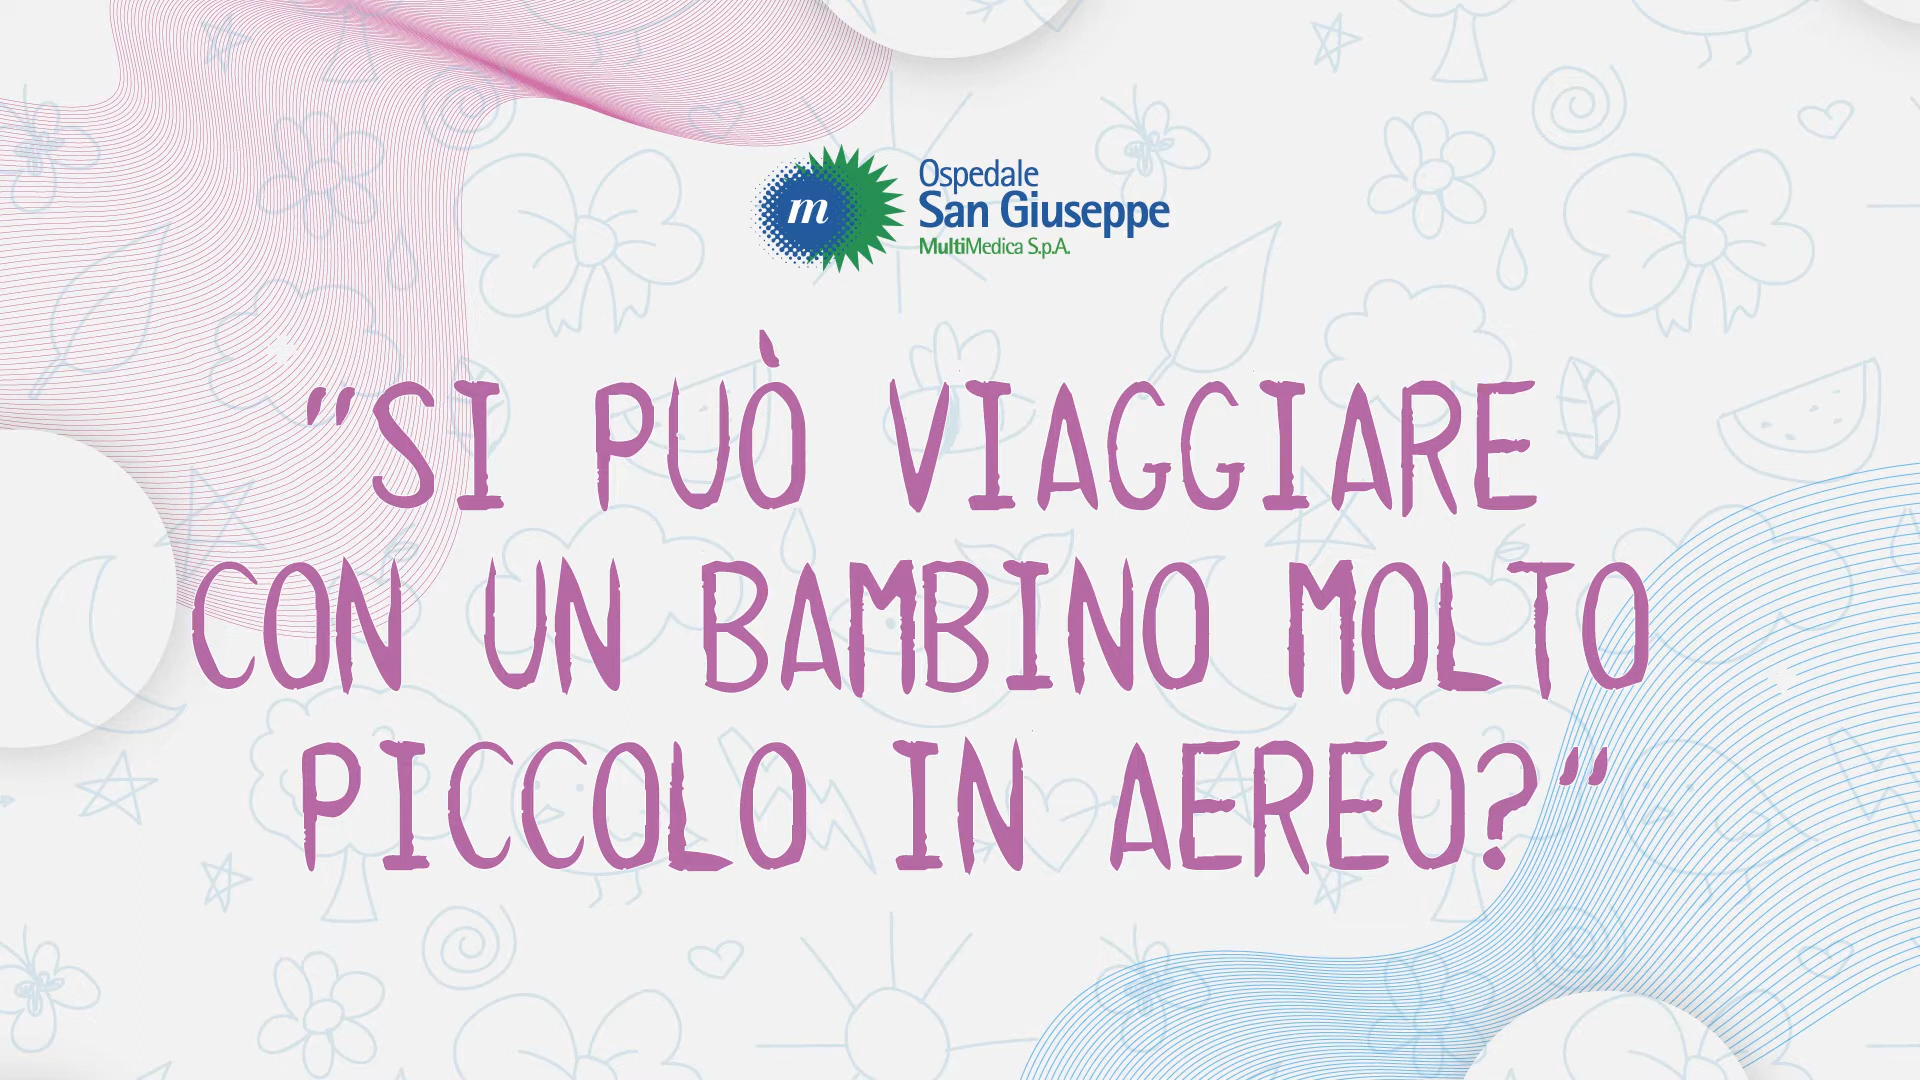 m
Ospedale
San Giuseppe
MultiMedica S.p.A.
"SI PUÒ VIAGGIARE
CON UN BAMBINO MOLTO
PICCOLO IN AEREO?"